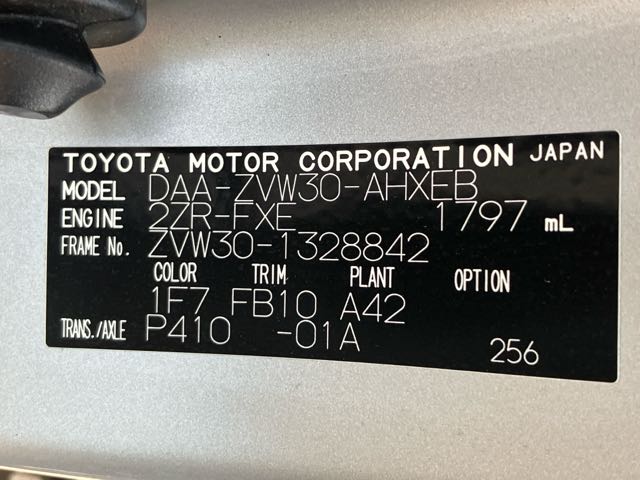 TOYOTA MOTOR CORPORATION JAPAN
MODEL DAA-ZVW30-AHXEB
ENGINE 2ZR-FXE 1797 mL
FRAME No. ZVW30-1328842
COLOR TRIM PLANT OPTION
1F7 FB10 A42
TRANS./AXLE P410 -01A
256